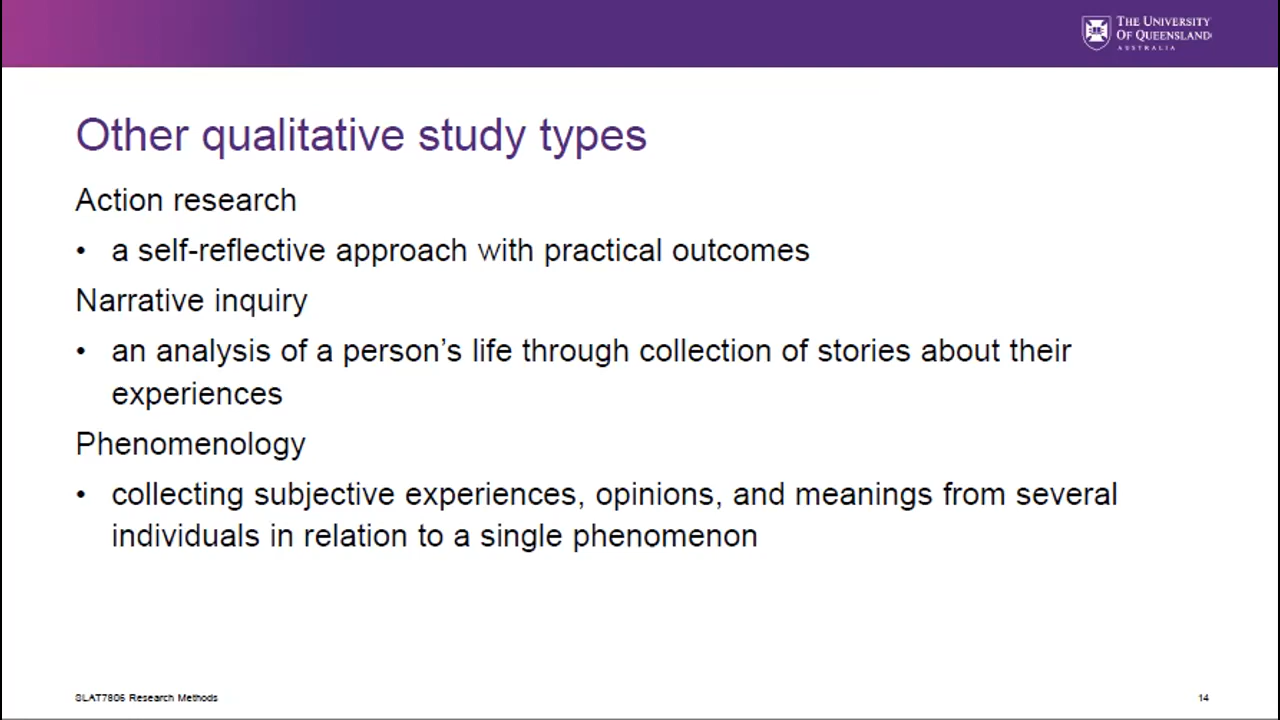 THE UNIVERSITY
OF QUEENSLAND
AUSTRALIA
Other qualitative study types
Action research
• a self-reflective approach with practical outcomes
Narrative inquiry
• an analysis of a person’s life through collection of stories about their
experiences
Phenomenology
• collecting subjective experiences, opinions, and meanings from several
individuals in relation to a single phenomenon
SLAT7806 Research Methods
14